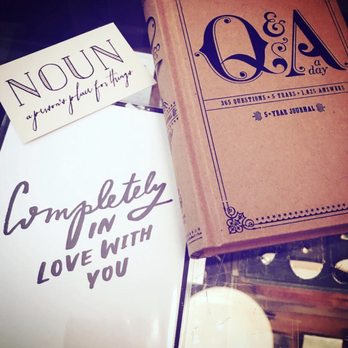 NOUN
a person's place for things
Completely
IN
LOVE WITH
YOU
Q&A
a
day
365 QUESTIONS • 5 YEARS • 1,825 ANSWERS
5-YEAR JOURNAL